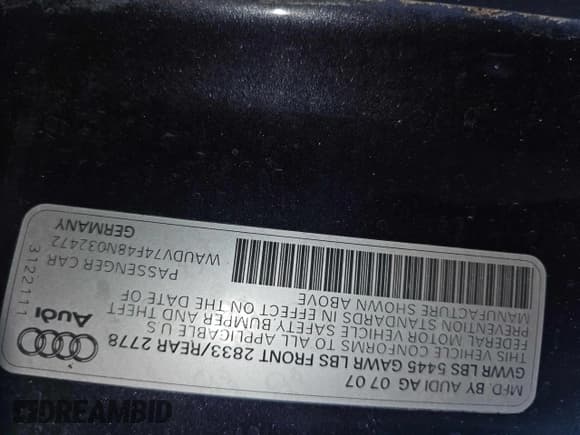 MFD. BY AUDI AG 07 07
GVWR LBS 5445 GAWR LBS FRONT 2833/REAR 2778
THIS VEHICLE CONFORMS TO ALL APPLICABLE U S
FEDERAL MOTOR VEHICLE SAFETY BUMPER AND THEFT
PREVENTION STANDARDS IN EFFECT ON THE DATE OF
MANUFACTURE SHOWN ABOVE
PASSENGER CAR
WAUDV74F48N032472
GERMANY
Audi
3122111
DREAMBID